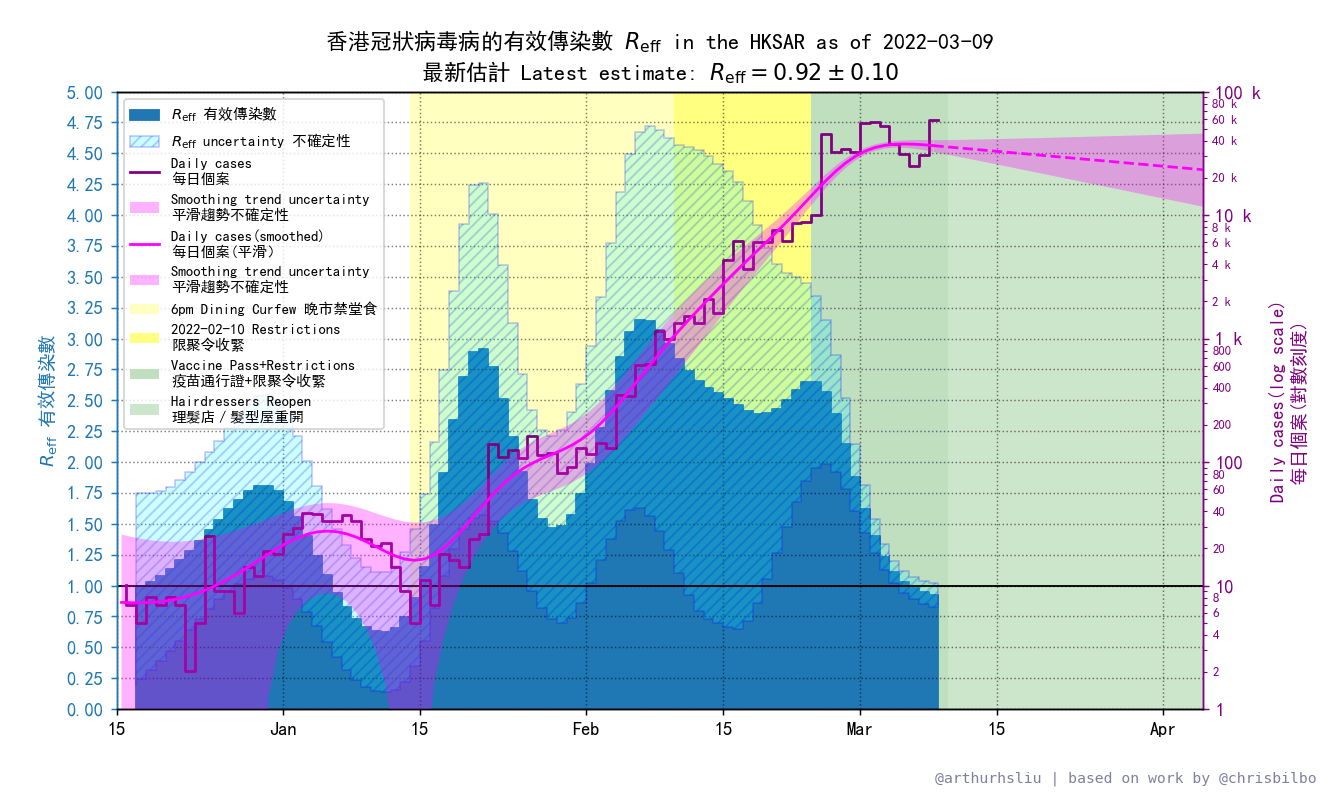 香港冠狀病毒病的有效傳染數 Reff in the HKSAR as of 2022-03-09
最新估計 Latest estimate: Reff = 0.92 ± 0.10
Reff 有效傳染數
Reff uncertainty 不確定性
Daily cases
每日個案
Smoothing trend uncertainty
平滑趨勢不確定性
Daily cases(smoothed)
每日個案(平滑)
Smoothing trend uncertainty
平滑趨勢不確定性
6pm Dining Curfew 晚市禁堂食
2022-02-10 Restrictions
限聚令收緊
Vaccine Pass+Restrictions
疫苗通行證+限聚令收緊
Hairdressers Reopen
理髮店 / 髮型屋重開
Reff 有效傳染數
5.00
4.75
4.50
4.25
4.00
3.75
3.50
3.25
3.00
2.75
2.50
2.25
2.00
1.75
1.50
1.25
1.00
0.75
0.50
0.25
0.00
15
Jan
15
Feb
15
Mar
15
Apr
100 k
80 k
60 k
40 k
20 k
10 k
8 k
6 k
4 k
2 k
1 k
800
600
400
200
100
80
60
40
20
10
8
6
4
2
1
Daily cases(log scale)
每日個案(對數刻度)
@arthurhsliu | based on work by @chrisbilbo